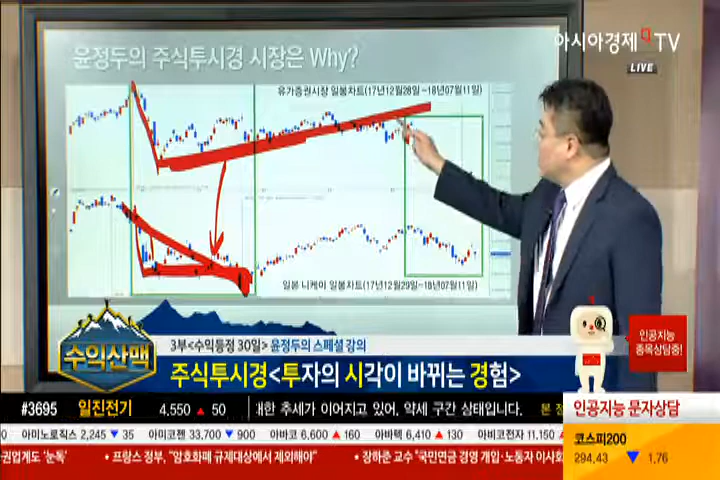 윤정두의 주식투시경 시장은 Why?
아시아경제 TV
LIVE
유가증권시장 일봉차트(17년12월28일~18년07월11일)
일본 니케이 일봉차트(17년12월29일~18년07월11일)
수익산맥
3부<수익등정 30일> 윤정두의 스페셜 강의
주식투시경<투자의 시각이 바뀌는 경험>
인공지능
종목상담중!
#3695 일진전기 4,550 ▲ 50 대한 추세가 이어지고 있어, 약세 구간 상태입니다. 본 정
인공지능 문자상담
아미노로직스 2,245 ▼ 35 아미코젠 33,700 ▼ 900 아바코 6,600 ▲ 160 아바텍 6,410 ▲ 130 아비코전자 11,150
코스피200
294.43 ▼ 1.76
권업계도 ‘눈독’ • 프랑스 정부, “암호화폐 규제대상에서 제외해야” • 장하준 교수 “국민연금 경영 개입·노동자 이사회